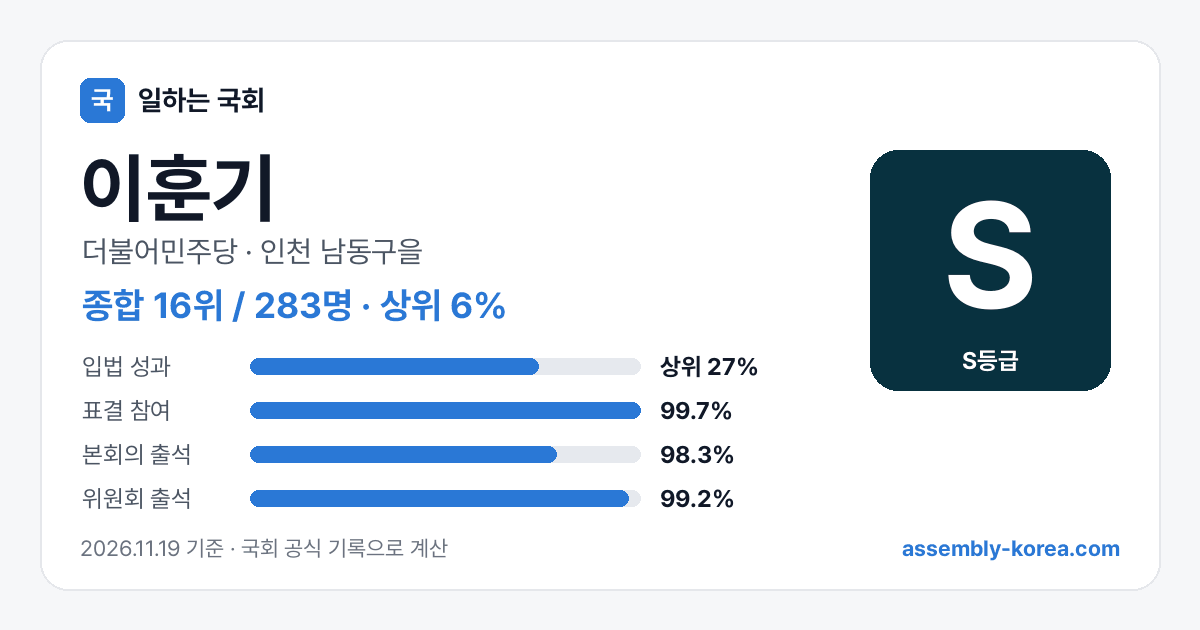 국 일하는 국회
이훈기
더불어민주당 · 인천 남동구을
종합 16위 / 283명 · 상위 6%
입법 성과 상위 27%
표결 참여 99.7%
본회의 출석 98.3%
위원회 출석 99.2%
S
S등급
2026.11.19 기준 · 국회 공식 기록으로 계산
assembly-korea.com